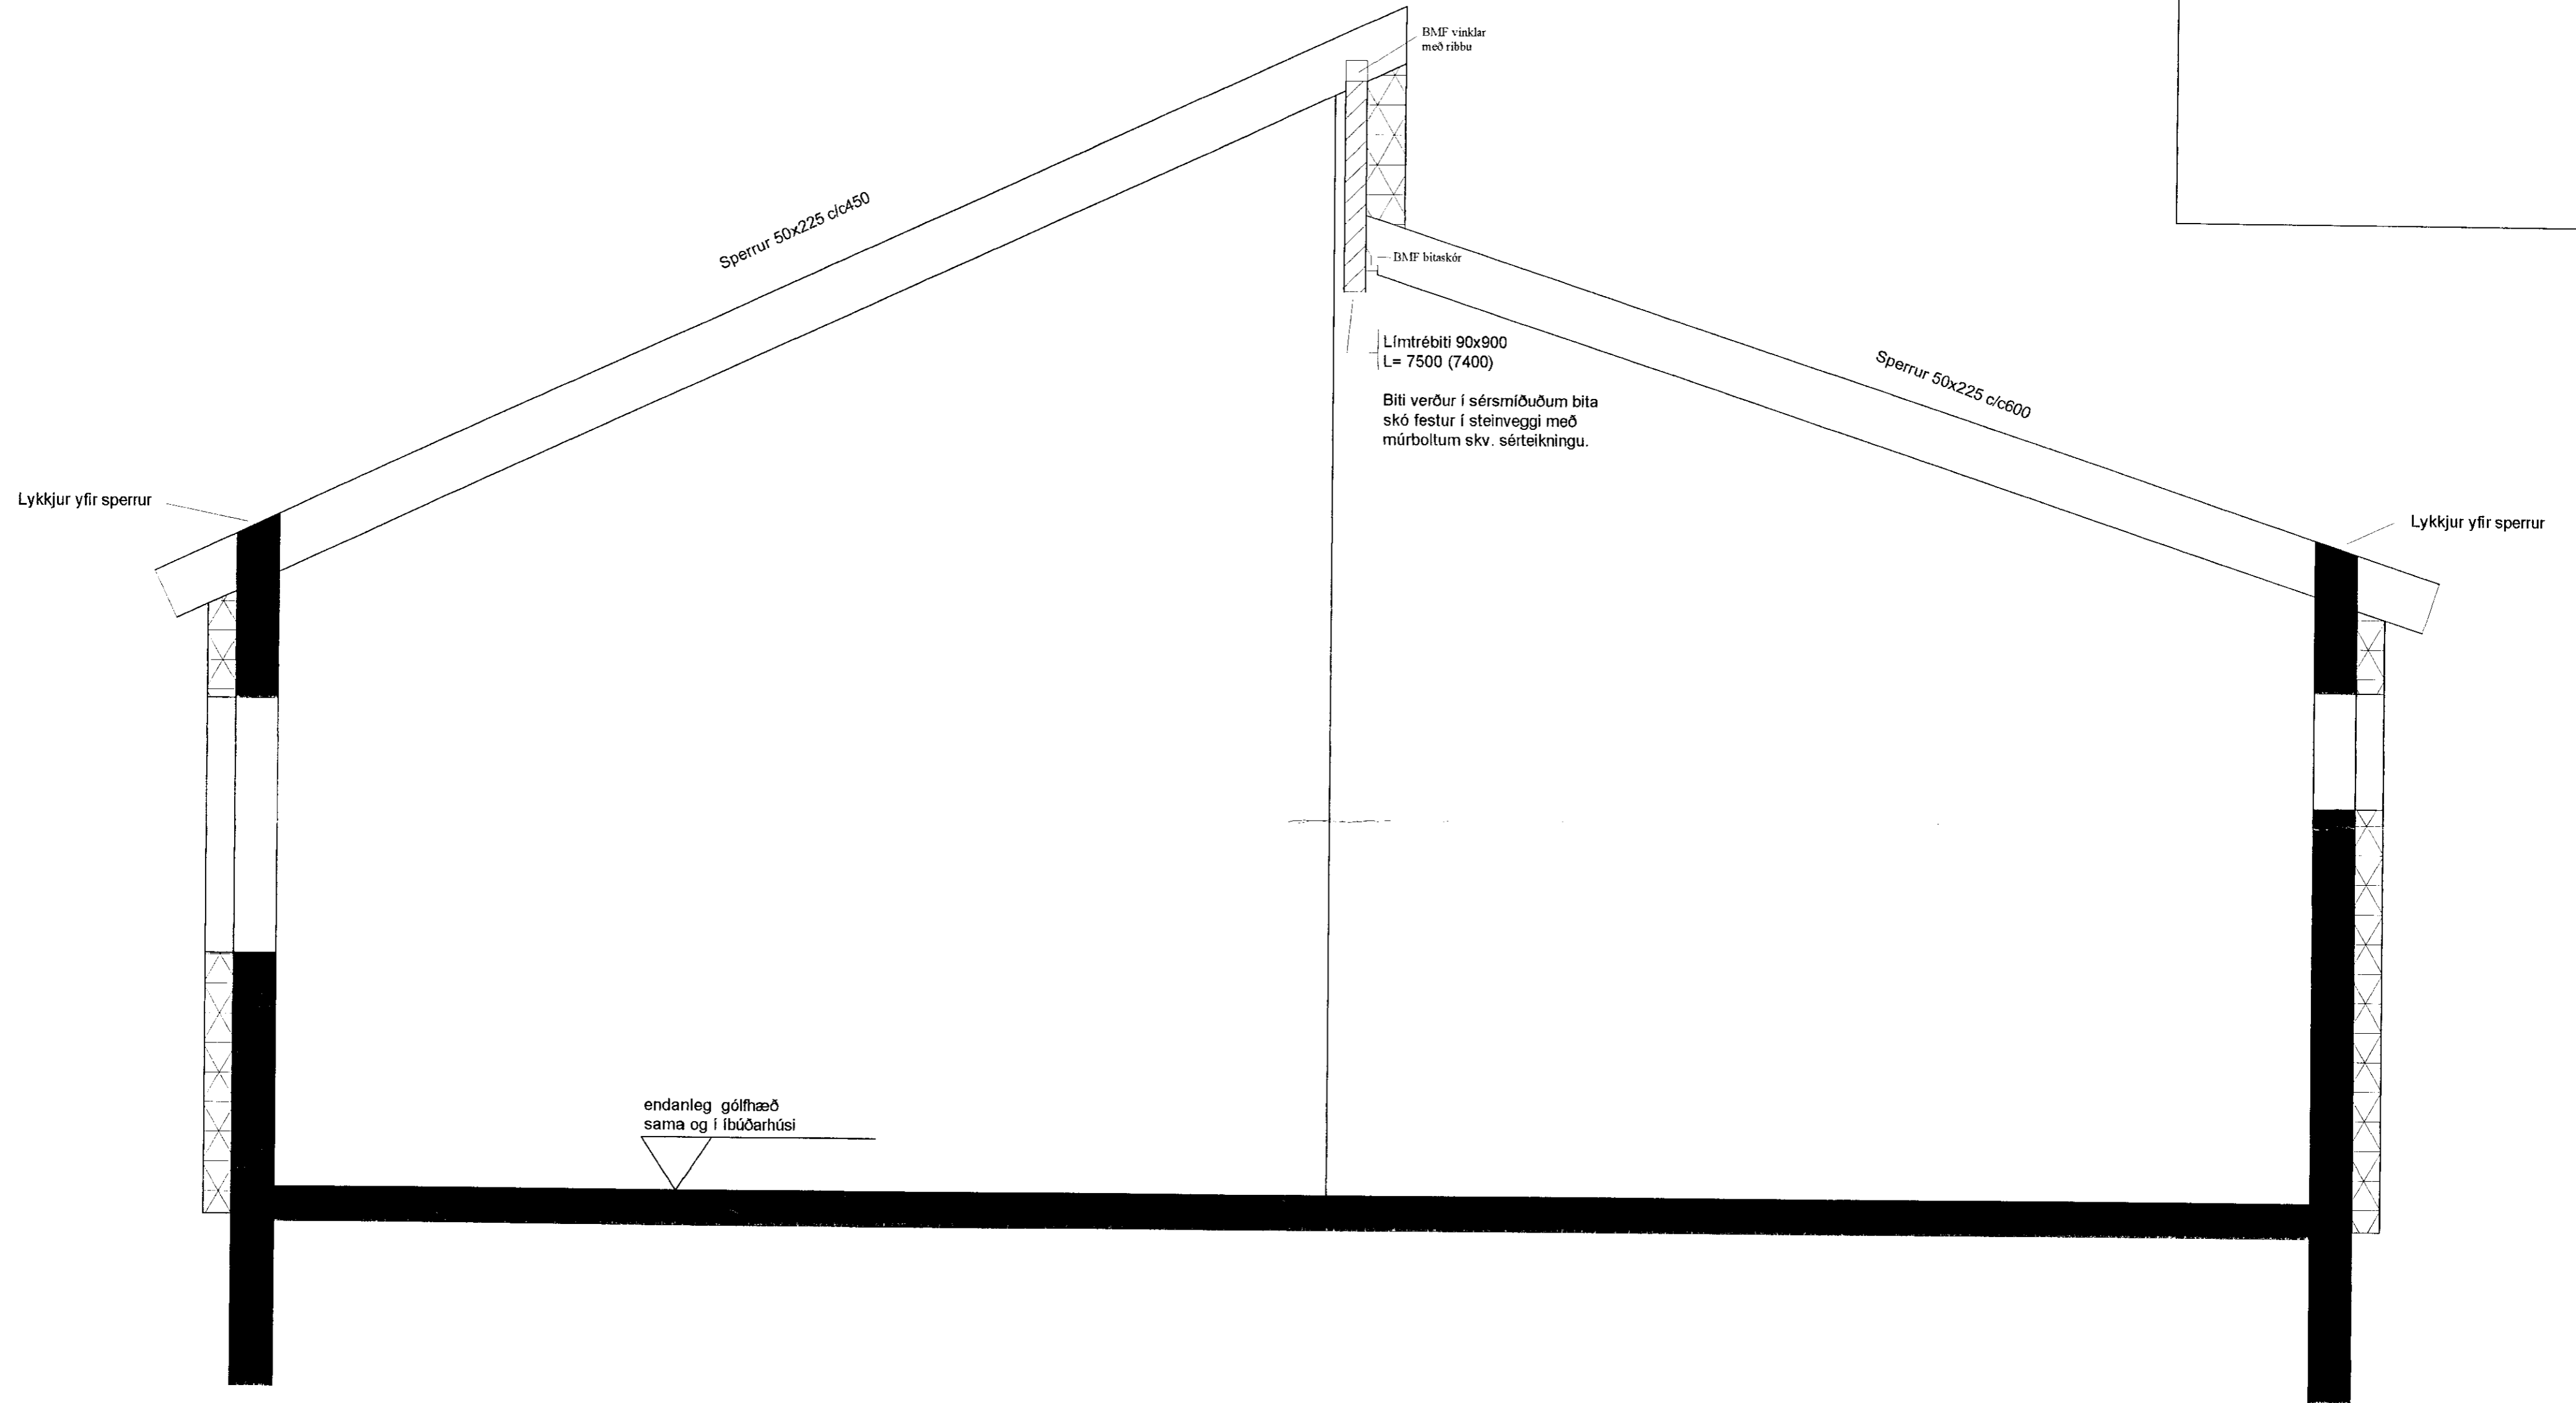 BMF vinklar
með ribbu
Sperrur 50x225 c/c450
BMF bitaskór
Límtrébiti 90x900
L= 7500 (7400)
Biti verður í sérsmíðuðum bita
skó festur í steinveggi með
múrboltum skv. sérteikningu.
Sperrur 50x225 c/c600
Lykkjur yfir sperrur
Lykkjur yfir sperrur
endanleg gólfhæð
sama og í íbúðarhúsi